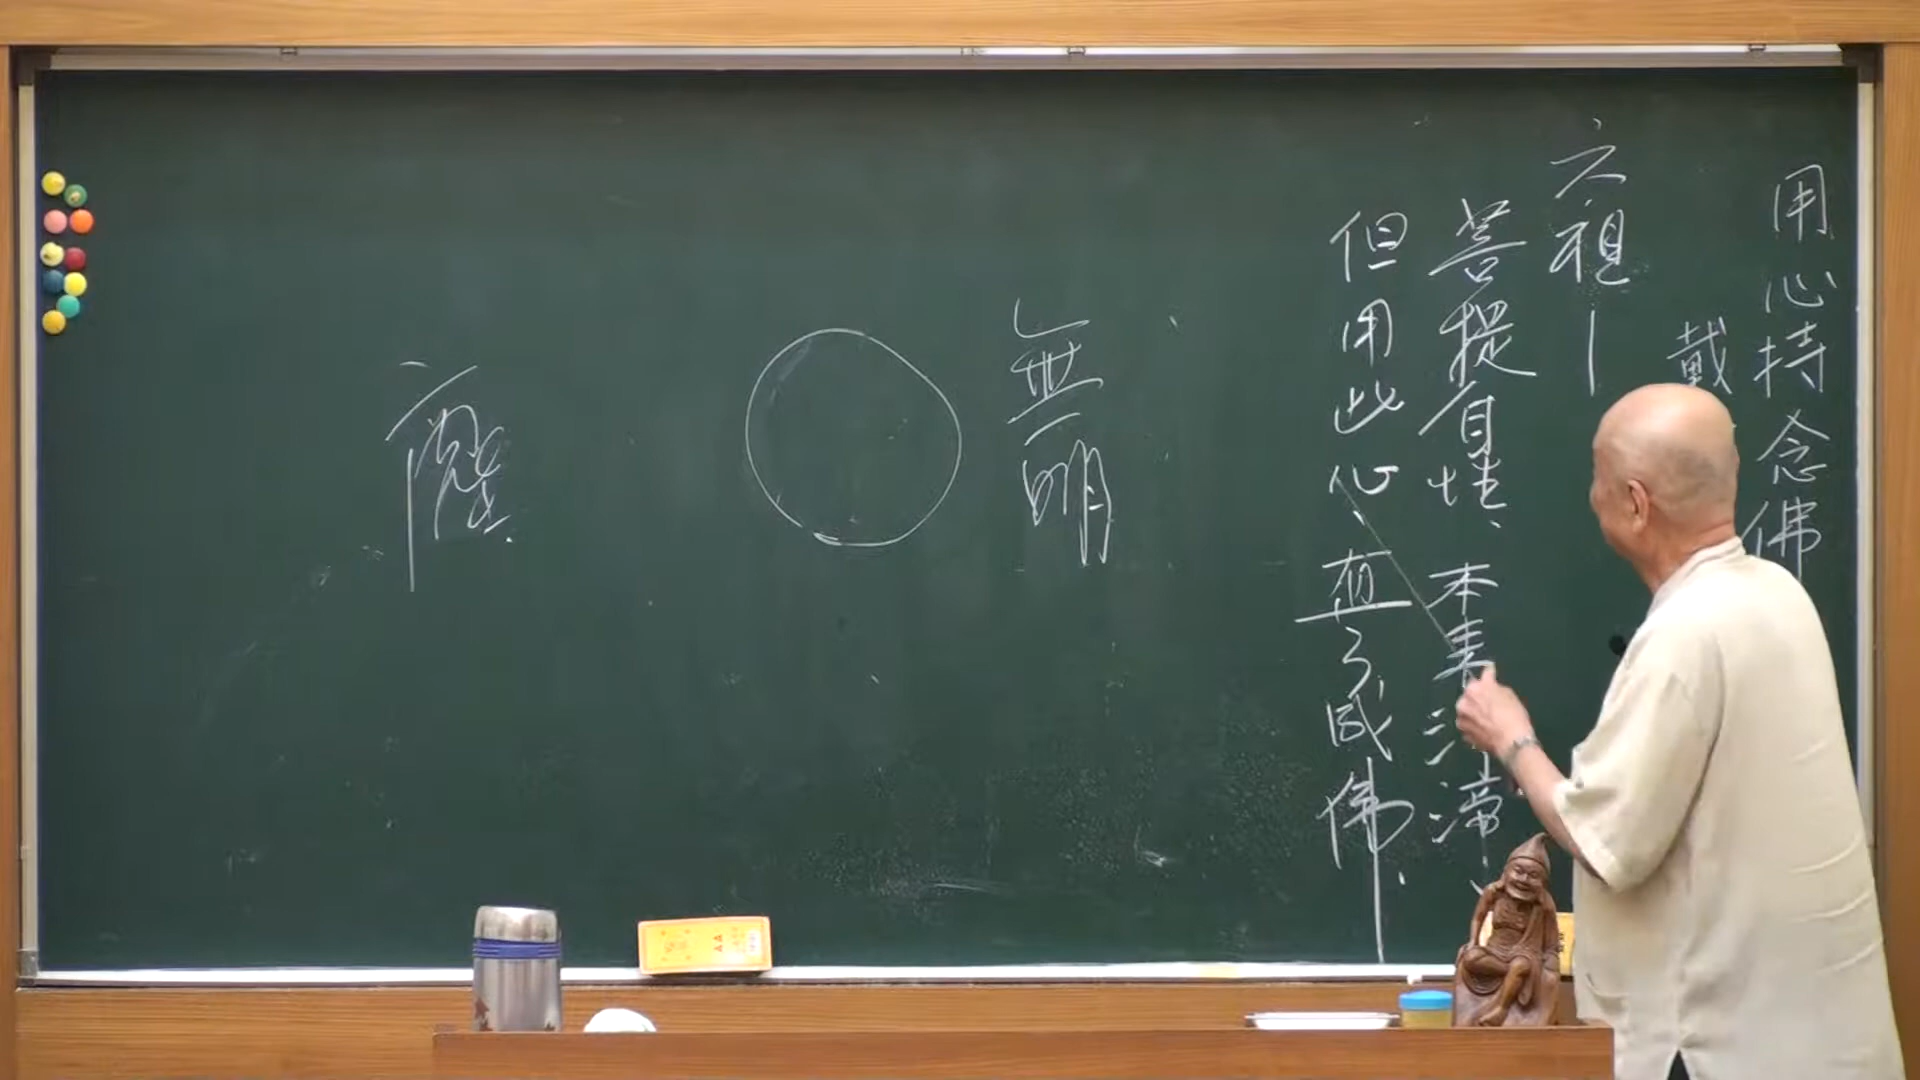 用心持念佛
戴
六祖—
菩提自性、本來清淨、
但用此心、直了成佛、
無明